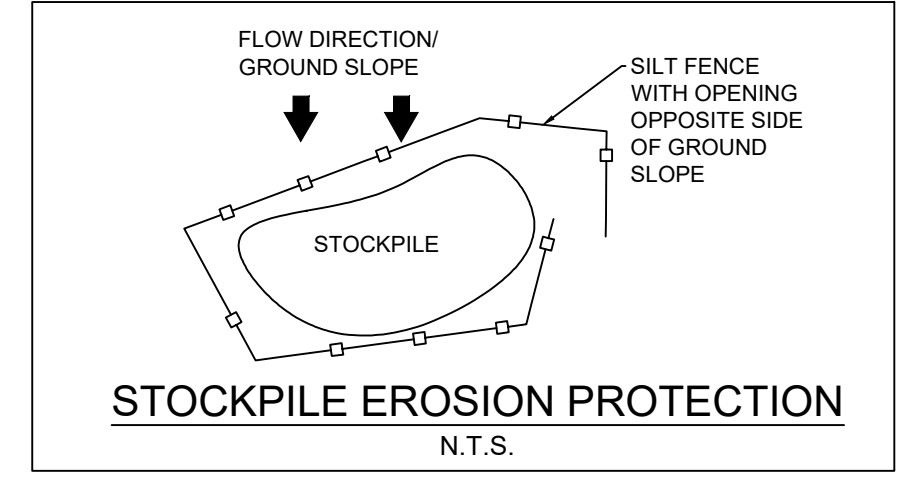 FLOW DIRECTION/
GROUND SLOPE
SILT FENCE
WITH OPENING
OPPOSITE SIDE
OF GROUND
SLOPE
STOCKPILE
STOCKPILE EROSION PROTECTION
N.T.S.